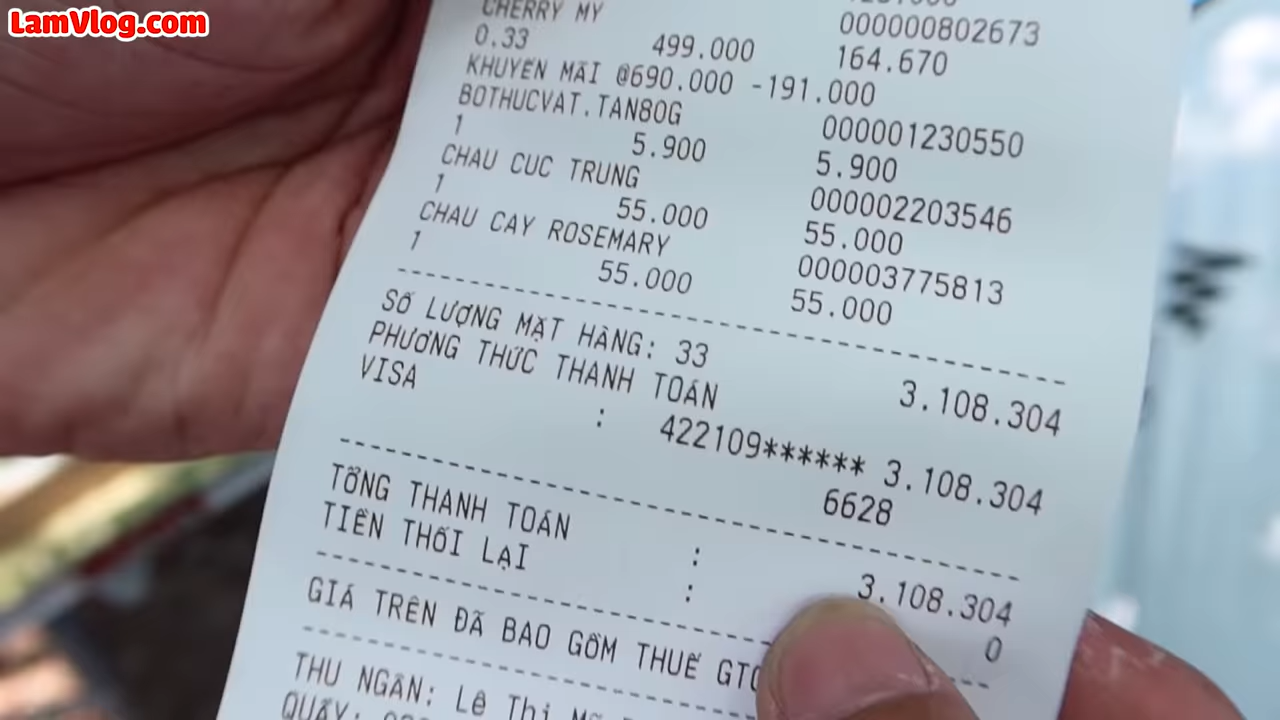 LamVlog.com
CHERRY MY 000000802673
0.33 499.000 164.670
KHUYẾN MÃI @690.000 -191.000
BOTHUCVAT.TAN80G 000001230550
1 5.900 5.900
CHAU CUC TRUNG 000002203546
1 55.000 55.000
CHAU CAY ROSEMARY 000003775813
1 55.000 55.000
SỐ LƯỢNG MẶT HÀNG: 33 3.108.304
PHƯƠNG THỨC THANH TOÁN
VISA : 422109****** 3.108.304
6628
TỔNG THANH TOÁN : 3.108.304
TIỀN THỐI LẠI : 0
GIÁ TRÊN ĐÃ BAO GỒM THUẾ
THU NGÂN: Lê Thị
QUẦY: